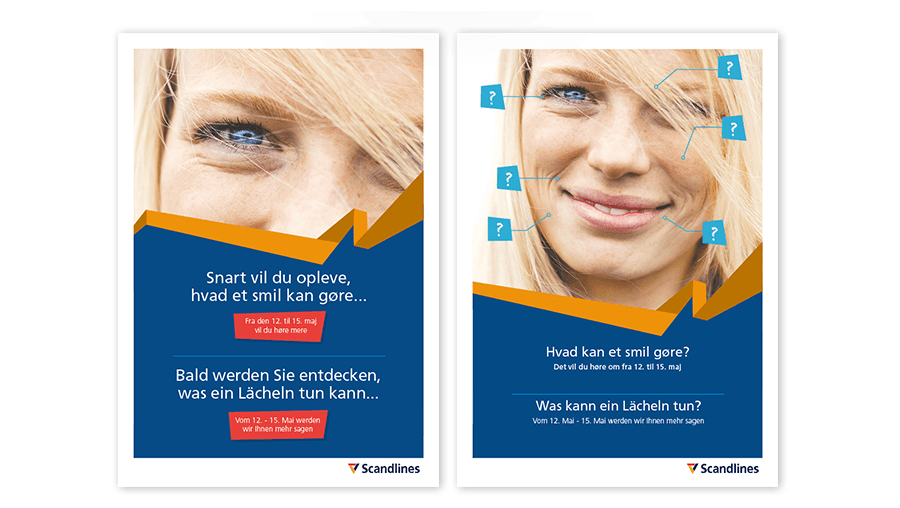 Snart vil du opleve,
hvad et smil kan gøre...
Fra den 12. til 15. maj
vil du høre mere
Bald werden Sie entdecken,
was ein Lächeln tun kann...
Vom 12. - 15. Mai werden
wir Ihnen mehr sagen
Scandlines
?
?
?
?
?
?
Hvad kan et smil gøre?
Det vil du høre om fra 12. til 15. maj
Was kann ein Lächeln tun?
Vom 12. Mai - 15. Mai werden wir Ihnen mehr sagen
Scandlines